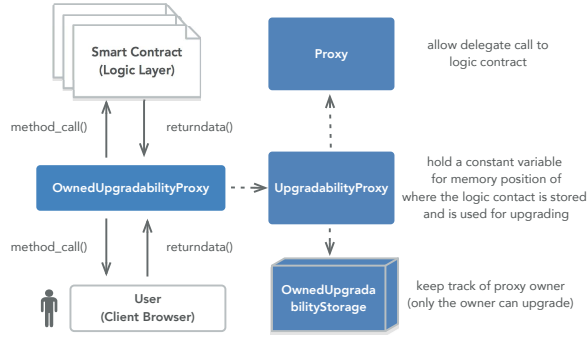 Smart Contract
(Logic Layer)
Proxy
allow delegate call to
logic contract
method_call()
returndata()
OwnedUpgradabilityProxy
UpgradabilityProxy
hold a constant variable
for memory position of
where the logic contact is stored
and is used for upgrading
method_call()
returndata()
User
(Client Browser)
OwnedUpgrada
bilityStorage
keep track of proxy owner
(only the owner can upgrade)